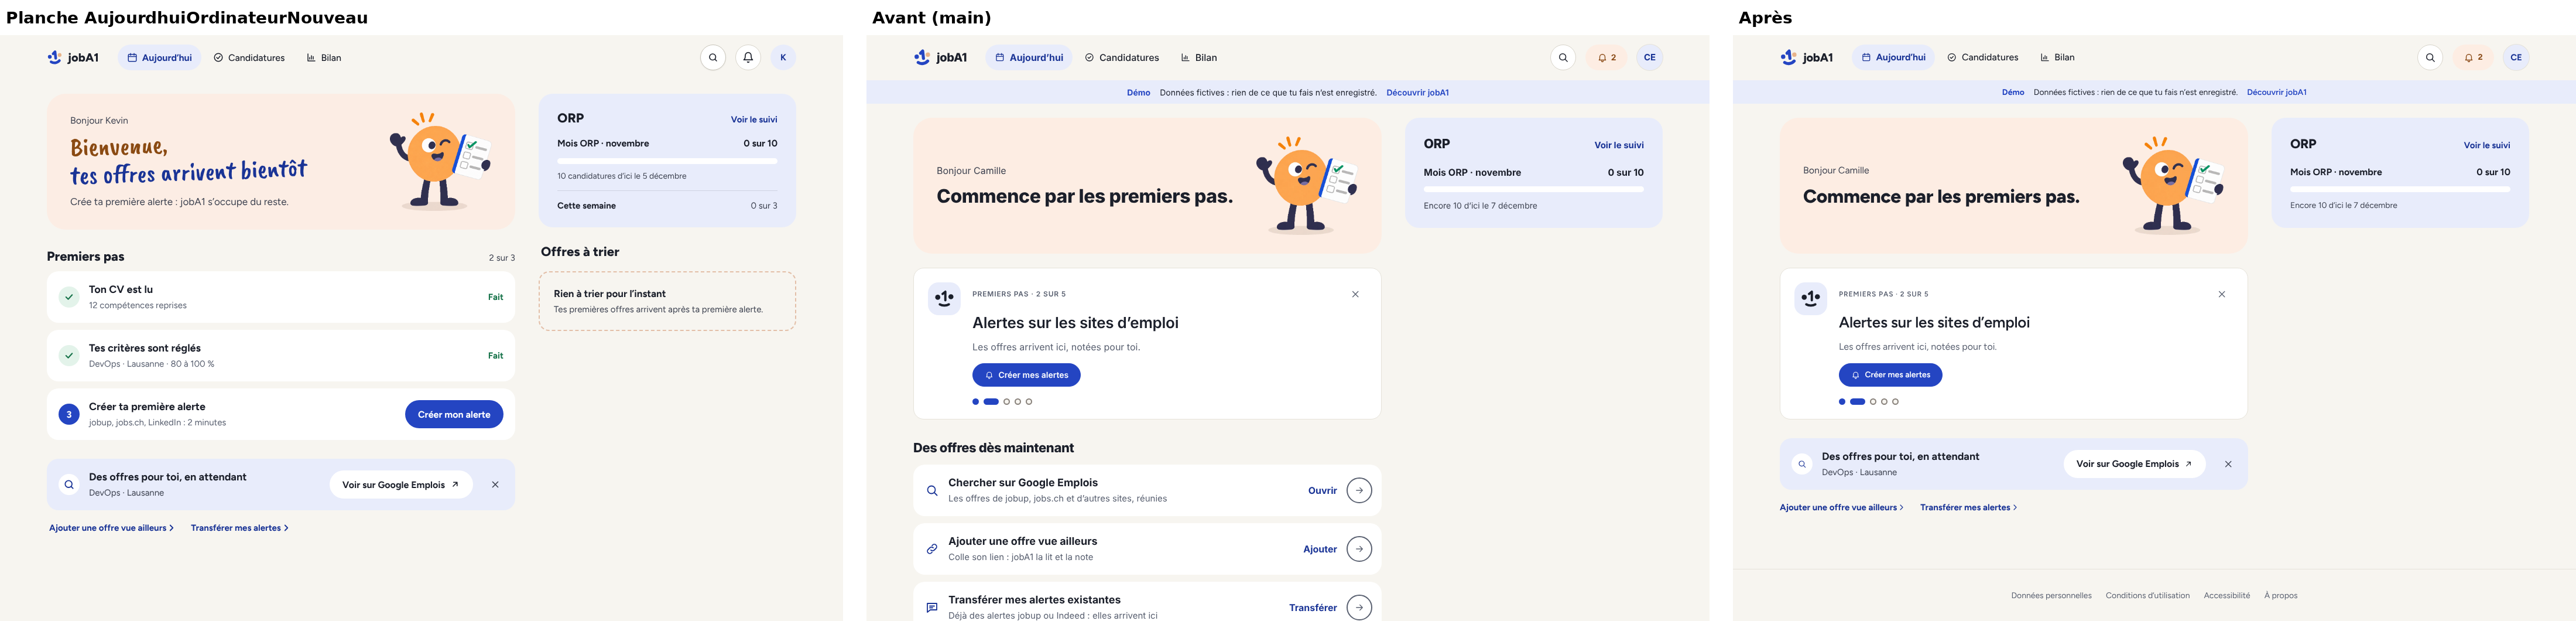 Planche AujourdhuiOrdinateurNouveau
jobA1
Aujourd'hui
Candidatures
Bilan
K
Bonjour Kevin
Bienvenue,
tes offres arrivent bientôt
Crée ta première alerte : jobA1 s'occupe du reste.
ORP
Voir le suivi
Mois ORP · novembre
0 sur 10
10 candidatures d'ici le 5 décembre
Cette semaine
0 sur 3
Premiers pas
2 sur 3
Ton CV est lu
12 compétences reprises
Fait
Tes critères sont réglés
DevOps · Lausanne · 80 à 100 %
Fait
3
Créer ta première alerte
jobup, jobs.ch, LinkedIn : 2 minutes
Créer mon alerte
Offres à trier
Rien à trier pour l'instant
Tes premières offres arrivent après ta première alerte.
Des offres pour toi, en attendant
DevOps · Lausanne
Voir sur Google Emplois
Ajouter une offre vue ailleurs
Transférer mes alertes
Avant (main)
jobA1
Aujourd'hui
Candidatures
Bilan
2
CE
Démo
Données fictives : rien de ce que tu fais n'est enregistré.
Découvrir jobA1
Bonjour Camille
Commence par les premiers pas.
ORP
Voir le suivi
Mois ORP · novembre
0 sur 10
Encore 10 d'ici le 7 décembre
PREMIERS PAS · 2 SUR 5
Alertes sur les sites d'emploi
Les offres arrivent ici, notées pour toi.
Créer mes alertes
Des offres dès maintenant
Chercher sur Google Emplois
Les offres de jobup, jobs.ch et d'autres sites, réunies
Ouvrir
Ajouter une offre vue ailleurs
Colle son lien : jobA1 la lit et la note
Ajouter
Transférer mes alertes existantes
Déjà des alertes jobup ou Indeed : elles arrivent ici
Transférer
Après
jobA1
Aujourd'hui
Candidatures
Bilan
2
CE
Démo
Données fictives : rien de ce que tu fais n'est enregistré.
Découvrir jobA1
Bonjour Camille
Commence par les premiers pas.
ORP
Voir le suivi
Mois ORP · novembre
0 sur 10
Encore 10 d'ici le 7 décembre
PREMIERS PAS · 2 SUR 5
Alertes sur les sites d'emploi
Les offres arrivent ici, notées pour toi.
Créer mes alertes
Des offres pour toi, en attendant
DevOps · Lausanne
Voir sur Google Emplois
Ajouter une offre vue ailleurs
Transférer mes alertes
Données personnelles
Conditions d'utilisation
Accessibilité
À propos